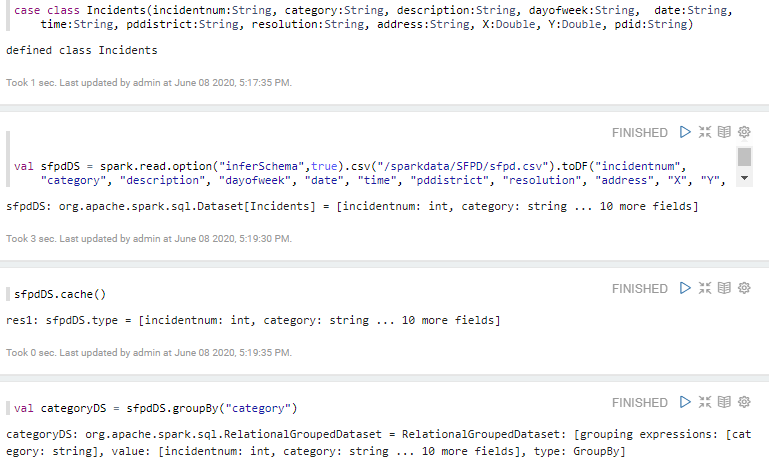 case class Incidents(incidentnum:String, category:String, description:String, dayofweek:String,  date:String,
time:String, pddistrict:String, resolution:String, address:String, X:Double, Y:Double, pdid:String)
defined class Incidents
Took 1 sec. Last updated by admin at June 08 2020, 5:17:35 PM.
FINISHED
val sfpdDS = spark.read.option("inferSchema",true).csv("/sparkdata/SFPD/sfpd.csv").toDF("incidentnum",
"category", "description", "dayofweek", "date", "time", "pddistrict", "resolution", "address", "X", "Y",
sfpdDS: org.apache.spark.sql.Dataset[Incidents] = [incidentnum: int, category: string ... 10 more fields]
Took 3 sec. Last updated by admin at June 08 2020, 5:19:30 PM.
FINISHED
sfpdDS.cache()
res1: sfpdDS.type = [incidentnum: int, category: string ... 10 more fields]
Took 0 sec. Last updated by admin at June 08 2020, 5:19:35 PM.
FINISHED
val categoryDS = sfpdDS.groupBy("category")
categoryDS: org.apache.spark.sql.RelationalGroupedDataset = RelationalGroupedDataset: [grouping expressions: [cat
egory: string], value: [incidentnum: int, category: string ... 10 more fields], type: GroupBy]